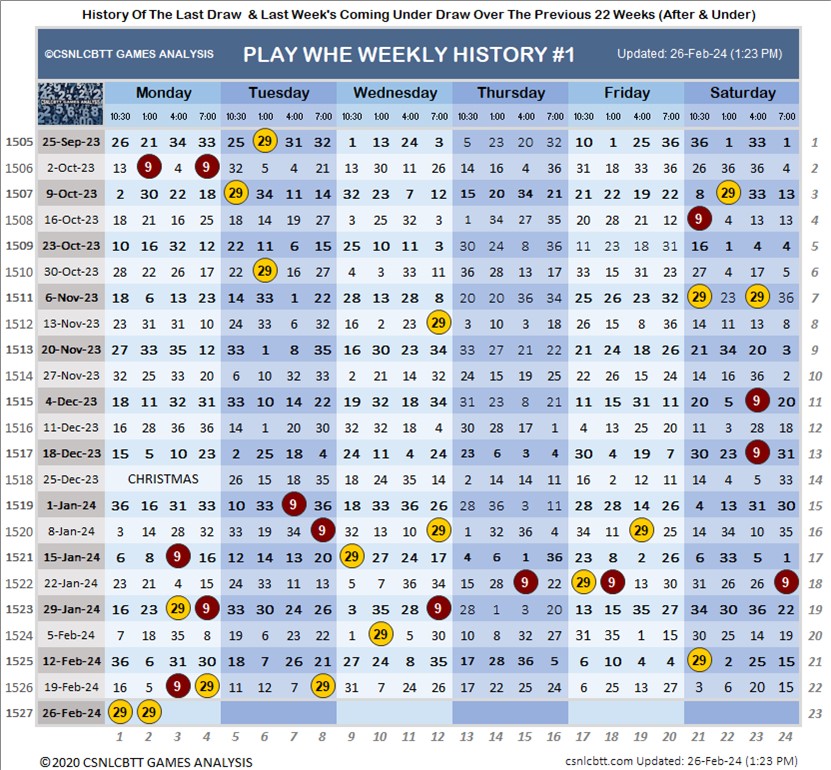 History Of The Last Draw & Last Week's Coming Under Draw Over The Previous 22 Weeks (After & Under)
©CSNLCBTT GAMES ANALYSIS PLAY WHE WEEKLY HISTORY #1 Updated: 26-Feb-24 (1:23 PM)
Monday Tuesday Wednesday Thursday Friday Saturday
10:30 1:00 4:00 7:00 10:30 1:00 4:00 7:00 10:30 1:00 4:00 7:00 10:30 1:00 4:00 7:00 10:30 1:00 4:00 7:00 10:30 1:00 4:00 7:00
1505 25-Sep-23 26 21 34 33 25 29 31 32 1 13 24 3 5 23 20 32 10 1 25 36 36 1 33 1 1
1506 2-Oct-23 13 9 4 9 32 5 4 21 13 30 11 26 14 16 4 36 31 18 33 36 26 5 36 4 2
1507 9-Oct-23 2 30 22 18 29 34 11 14 32 23 7 12 15 20 34 21 21 22 19 22 8 29 33 13 3
1508 16-Oct-23 18 21 16 25 18 14 19 27 3 25 32 3 1 34 27 35 20 28 21 12 9 4 13 13 4
1509 23-Oct-23 10 16 32 12 22 11 6 15 25 10 11 3 30 24 8 36 11 23 18 31 16 1 4 4 5
1510 30-Oct-23 28 22 26 17 22 29 16 27 4 3 33 11 36 28 13 17 33 15 31 23 27 4 17 5 6
1511 6-Nov-23 18 6 13 23 14 33 1 22 28 13 28 8 20 20 36 34 25 26 23 32 29 23 29 36 7
1512 13-Nov-23 23 31 31 10 24 33 6 32 16 2 23 29 3 10 3 18 26 15 8 36 14 11 13 8 8
1513 20-Nov-23 27 33 35 12 33 1 8 35 16 30 23 34 33 27 21 22 21 24 18 26 21 34 20 3 9
1514 27-Nov-23 32 25 33 20 6 10 32 33 2 21 14 32 24 15 19 25 22 26 15 24 14 16 36 2 10
1515 4-Dec-23 18 11 32 31 33 10 14 22 19 32 18 34 31 23 8 21 11 15 31 11 20 5 9 20 11
1516 11-Dec-23 16 28 36 36 14 1 20 30 32 32 18 4 30 28 17 1 4 13 25 20 11 3 28 18 12
1517 18-Dec-23 15 5 10 23 2 25 18 4 24 11 4 24 23 6 3 4 30 4 19 7 30 23 9 31 13
1518 25-Dec-23 CHRISTMAS 26 15 18 35 18 24 35 14 2 14 14 11 16 2 12 11 14 4 5 33 14
1519 1-Jan-24 36 16 31 33 10 33 9 36 18 33 36 26 28 36 3 11 28 28 14 26 4 13 31 30 15
1520 8-Jan-24 3 14 28 32 33 19 34 9 32 13 10 29 1 32 36 4 34 11 29 25 14 34 10 35 16
1521 15-Jan-24 6 8 9 16 12 14 13 20 29 27 24 17 4 6 1 36 23 8 2 26 6 33 5 1 17
1522 22-Jan-24 23 21 4 15 24 33 11 13 5 7 36 34 15 28 9 22 29 9 13 30 31 26 26 9 18
1523 29-Jan-24 16 23 29 9 33 30 24 26 3 35 28 9 28 1 3 20 13 15 35 27 34 30 36 22 19
1524 5-Feb-24 7 18 35 8 19 6 23 22 1 29 5 30 10 8 32 27 31 35 1 15 30 25 14 19 20
1525 12-Feb-24 36 6 31 30 18 7 26 21 27 24 8 35 17 28 36 5 6 10 4 4 29 2 25 15 21
1526 19-Feb-24 16 5 9 29 11 12 7 29 31 7 24 26 17 22 25 24 6 25 13 27 3 6 20 15 22
1527 26-Feb-24 29 29 23
1 2 3 4 5 6 7 8 9 10 11 12 13 14 15 16 17 18 19 20 21 22 23 24
©2020 CSNLCBTT GAMES ANALYSIS csnlcbtt.com Updated: 26-Feb-24 (1:23 PM)